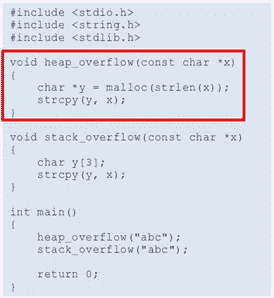 #include <stdio.h>
#include <string.h>
#include <stdlib.h>
void heap_overflow(const char *x)
{
char *y = malloc(strlen(x));
strcpy(y, x);
}
void stack_overflow(const char *x)
{
char y[3];
strcpy(y, x);
}
int main()
{
heap_overflow("abc");
stack_overflow("abc");
return 0;
}